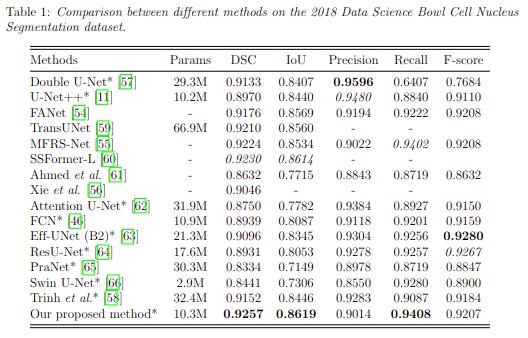 Table 1: Comparison between different methods on the 2018 Data Science Bowl Cell Nucleus
Segmentation dataset.
Methods Params DSC IoU Precision Recall F-score
Double U-Net* [57] 29.3M 0.9133 0.8407 0.9596 0.6407 0.7684
U-Net++* [11] 10.2M 0.8970 0.8440 0.9480 0.8840 0.9110
FANet [54] - 0.9176 0.8569 0.9194 0.9222 0.9208
TransUNet [59] 66.9M 0.9210 0.8560 - -
MFRS-Net [55] - 0.9224 0.8534 0.9022 0.9402 0.9208
SSFormer-L [60] - 0.9230 0.8614 - -
Ahmed et al. [61] - 0.8632 0.7715 0.8843 0.8719 0.8632
Xie et al. [56] - 0.9046 - - -
Attention U-Net* [62] 31.9M 0.8750 0.7782 0.9384 0.8927 0.9150
FCN* [46] 10.9M 0.8939 0.8087 0.9118 0.9201 0.9159
Eff-UNet (B2)* [63] 21.3M 0.9096 0.8345 0.9304 0.9256 0.9280
ResU-Net* [64] 17.6M 0.8931 0.8053 0.9278 0.9257 0.9267
PraNet* [65] 30.3M 0.8334 0.7149 0.8978 0.8719 0.8847
Swin U-Net* [66] 2.9M 0.8441 0.7306 0.8550 0.9280 0.8900
Trinh et al.* [58] 32.4M 0.9152 0.8446 0.9283 0.9087 0.9184
Our proposed method* 10.3M 0.9257 0.8619 0.9014 0.9408 0.9207